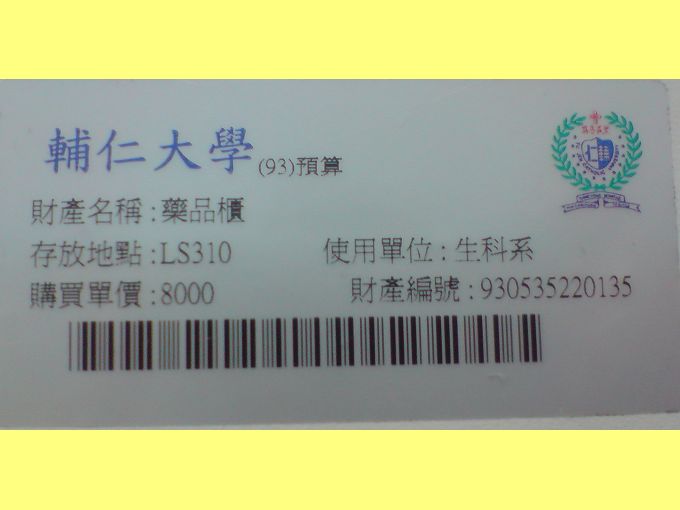 輔仁大學(93)預算
財產名稱:藥品櫃
存放地點:LS310 使用單位:生科系
購買單價:8000 財產編號:930535220135